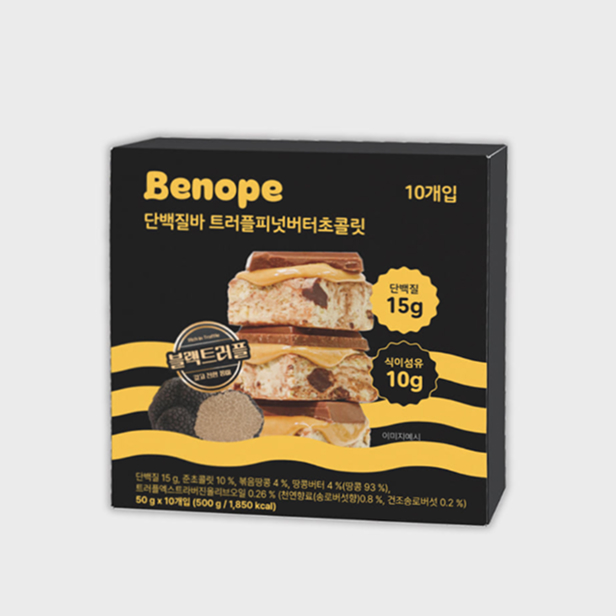 Benope
10개입
단백질바 트러플피넛버터초콜릿
단백질
15g
식이섬유
10g
블랙트러플
이미지예시
단백질 15 g, 준초콜릿 10 %, 볶음땅콩 4 %, 땅콩버터 4 %(땅콩 93 %),
트러플엑스트라버진올리브오일 0.26 % (천연향료(송로버섯향)0.8 %, 건조송로버섯 0.2 %)
50 g x 10개입 (500 g / 1,850 kcal)